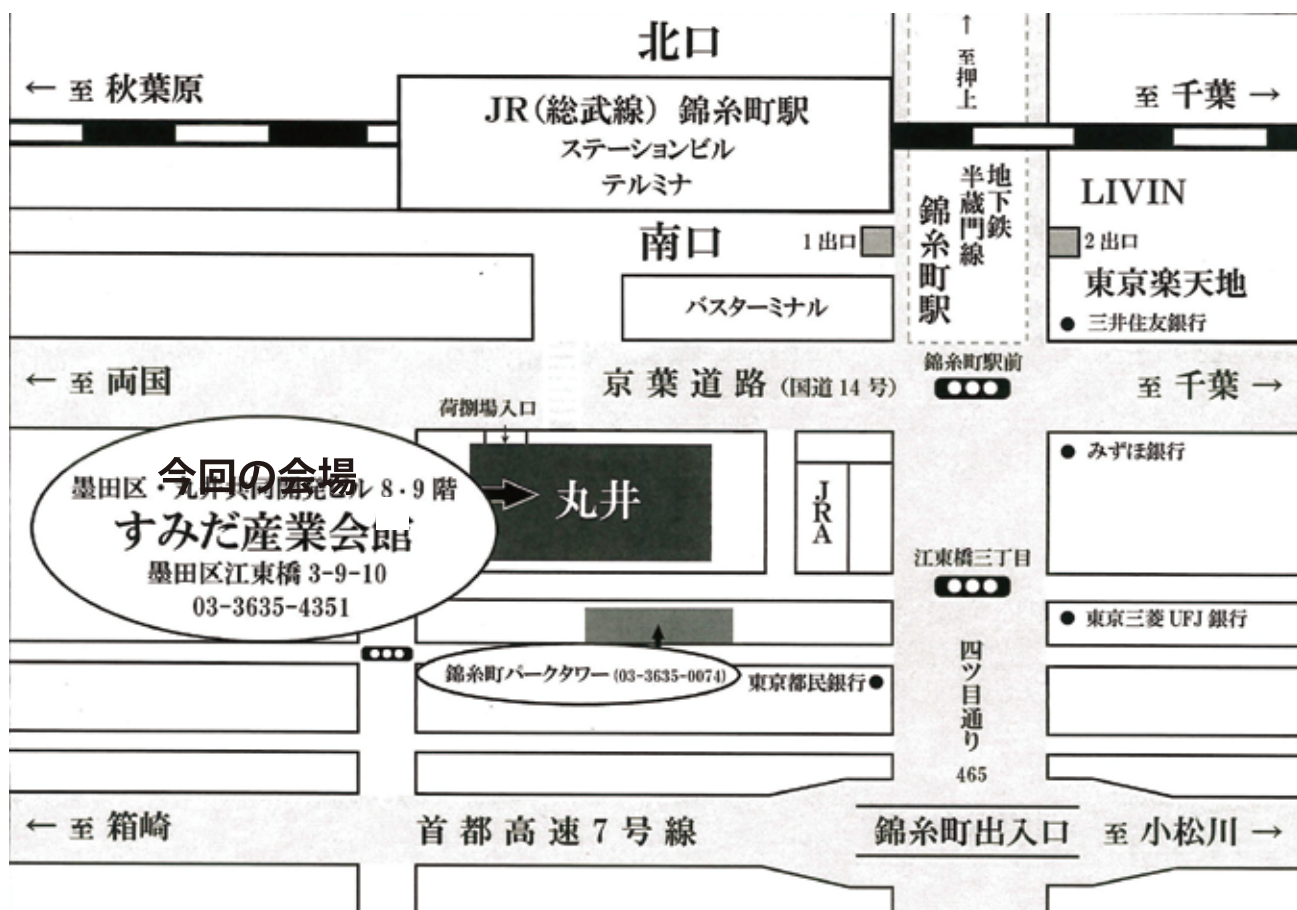 北口
← 至 秋葉原
JR(総武線) 錦糸町駅
ステーションビル
テルミナ
↑ 至押上
至 千葉 →
地下鉄
半蔵門線
錦糸町駅
LIVIN
南口
1出口
2出口
東京楽天地
● 三井住友銀行
バスターミナル
錦糸町駅前
← 至 両国
京葉道路 (国道14号)
至 千葉 →
荷捌場入口
↓
今回の会場
墨田区・丸井共同開発ビル 8・9階
すみだ産業会館
墨田区江東橋 3-9-10
03-3635-4351
丸井
JRA
● みずほ銀行
江東橋三丁目
● 東京三菱UFJ銀行
錦糸町パークタワー (03-3635-0074)
東京都民銀行●
四ツ目通り
465
← 至 箱崎
首都高速7号線
錦糸町出入口
至 小松川 →